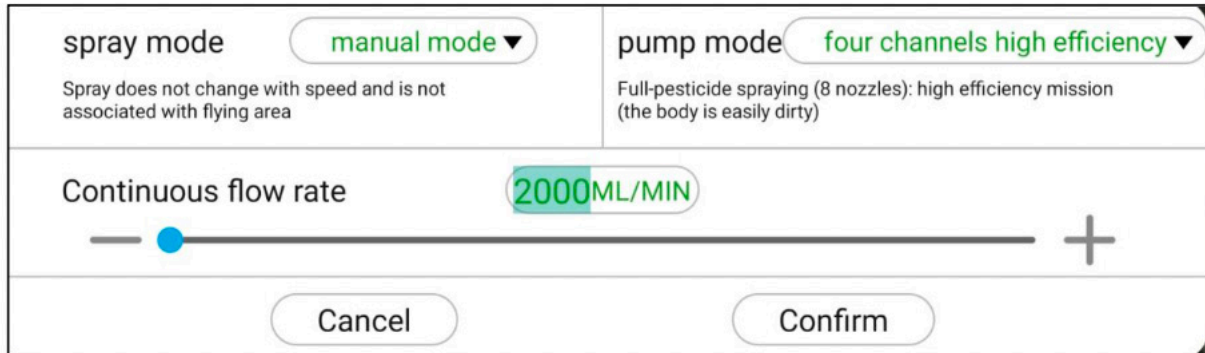 spray mode
manual mode
Spray does not change with speed and is not
associated with flying area
pump mode
four channels high efficiency
Full-pesticide spraying (8 nozzles): high efficiency mission
(the body is easily dirty)
Continuous flow rate
2000ML/MIN
Cancel
Confirm